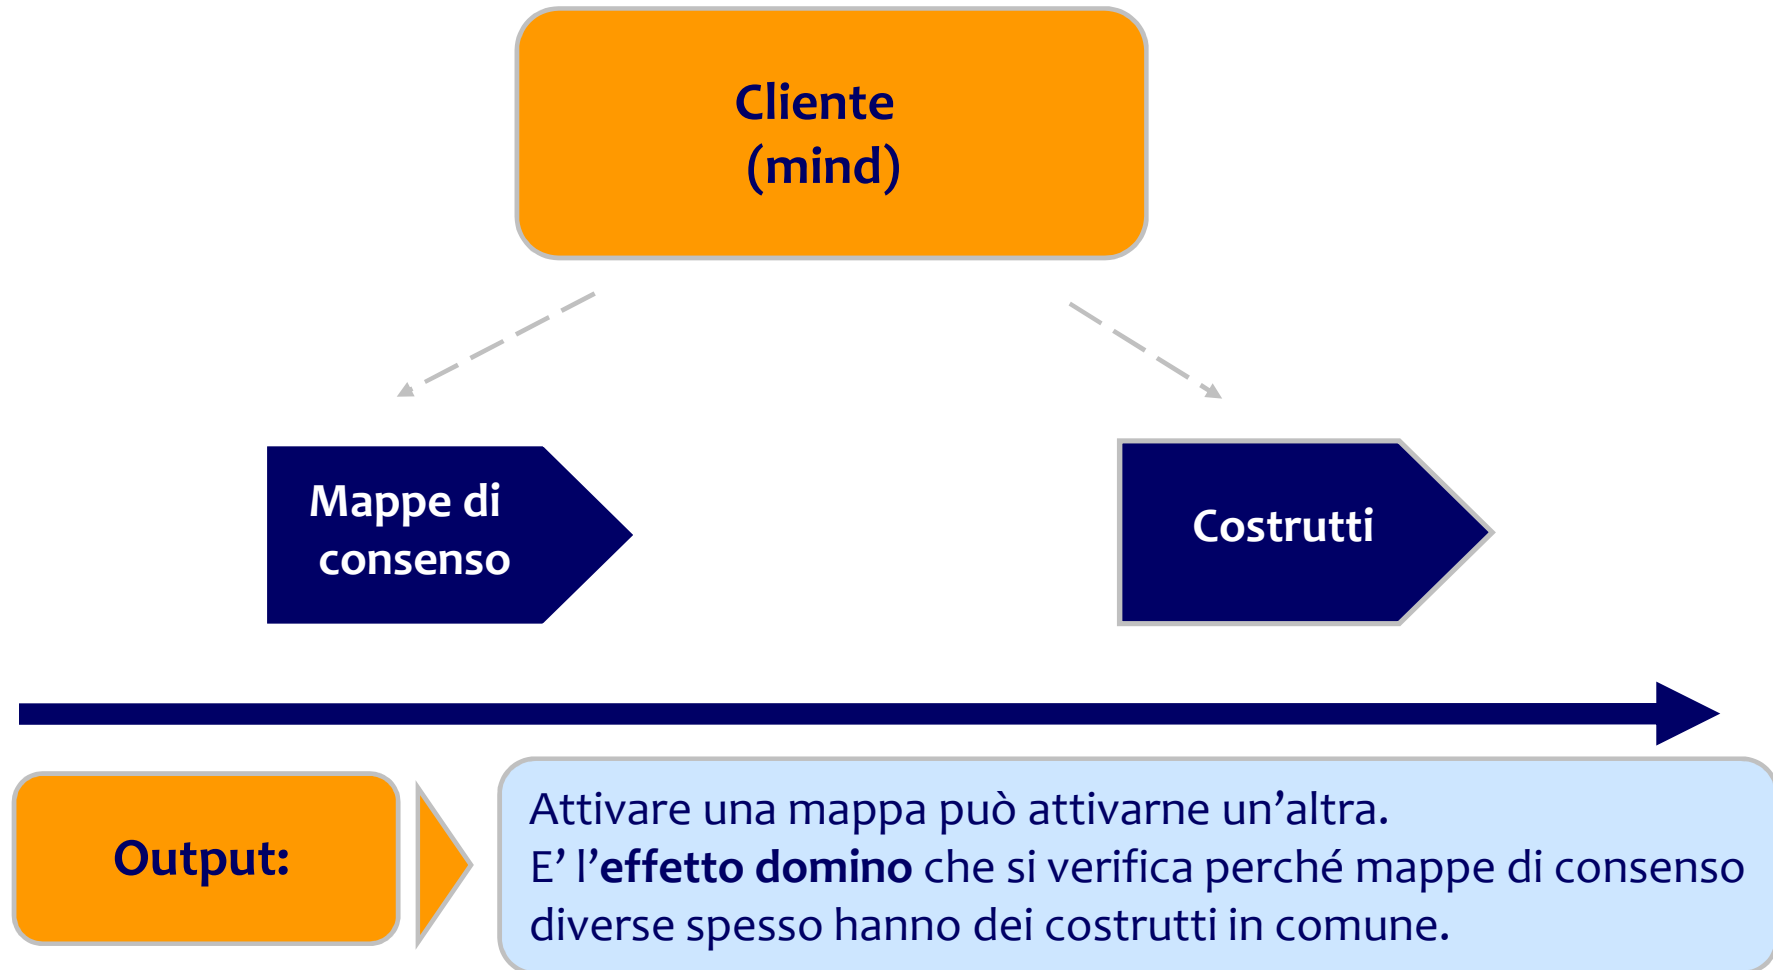 Cliente
(mind)
Mappe di
consenso
Costrutti
Output:
Attivare una mappa può attivarne un’altra.
E’ l’effetto domino che si verifica perché mappe di consenso
diverse spesso hanno dei costrutti in comune.